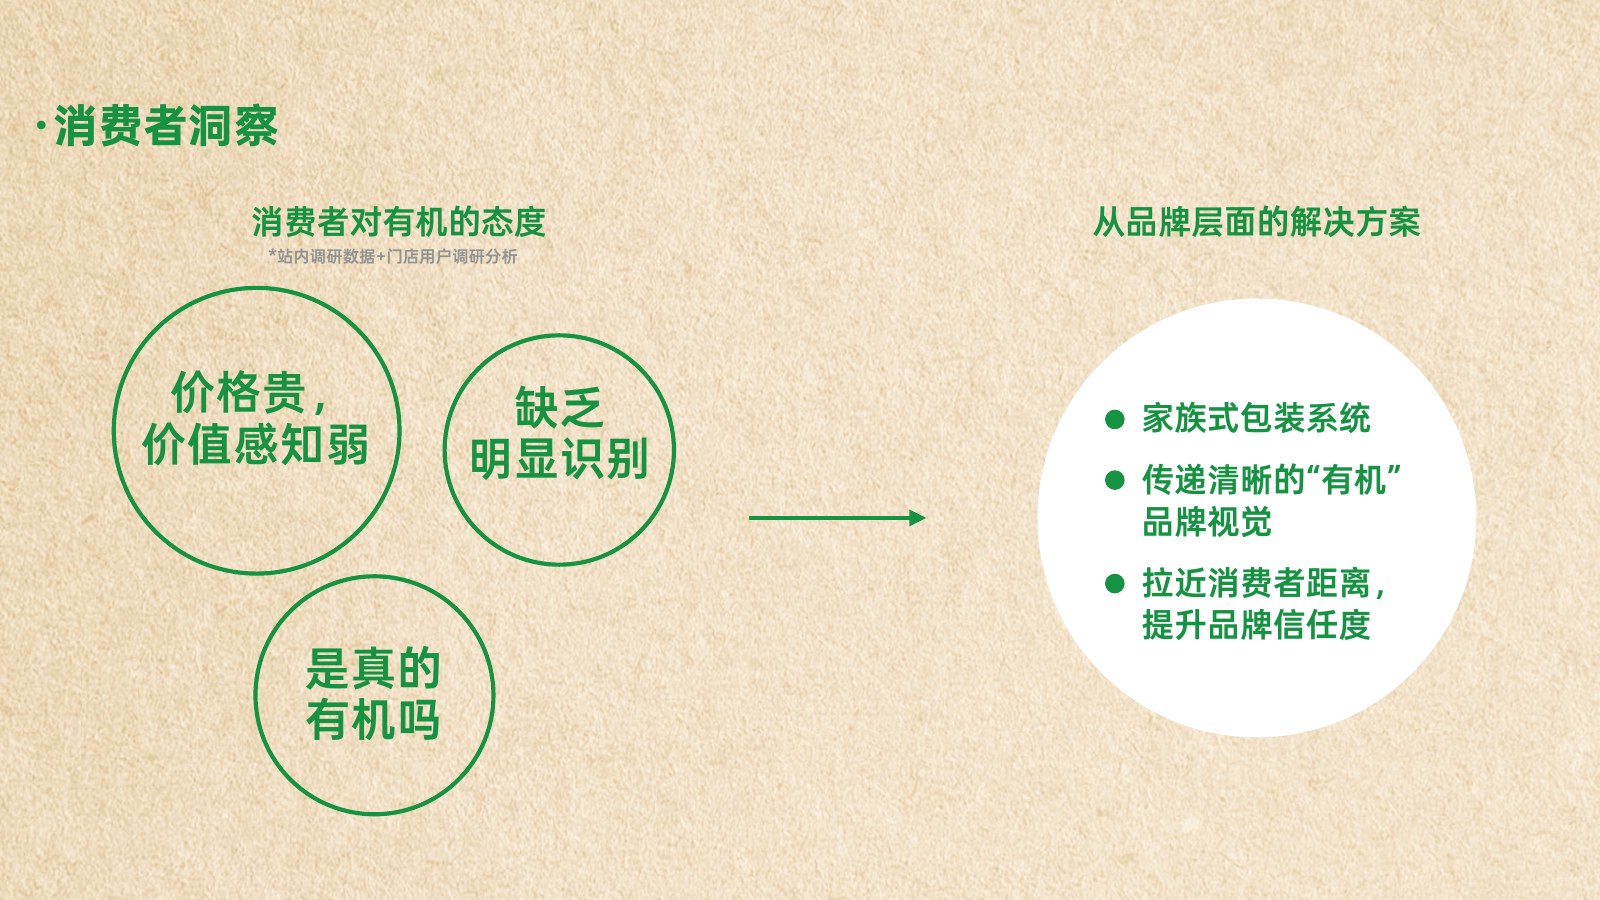 ·消费者洞察
消费者对有机的态度
*站内调研数据+门店用户调研分析
价格贵，
价值感知弱
缺乏
明显识别
是真的
有机吗
从品牌层面的解决方案
● 家族式包装系统
● 传递清晰的“有机”
品牌视觉
● 拉近消费者距离，
提升品牌信任度